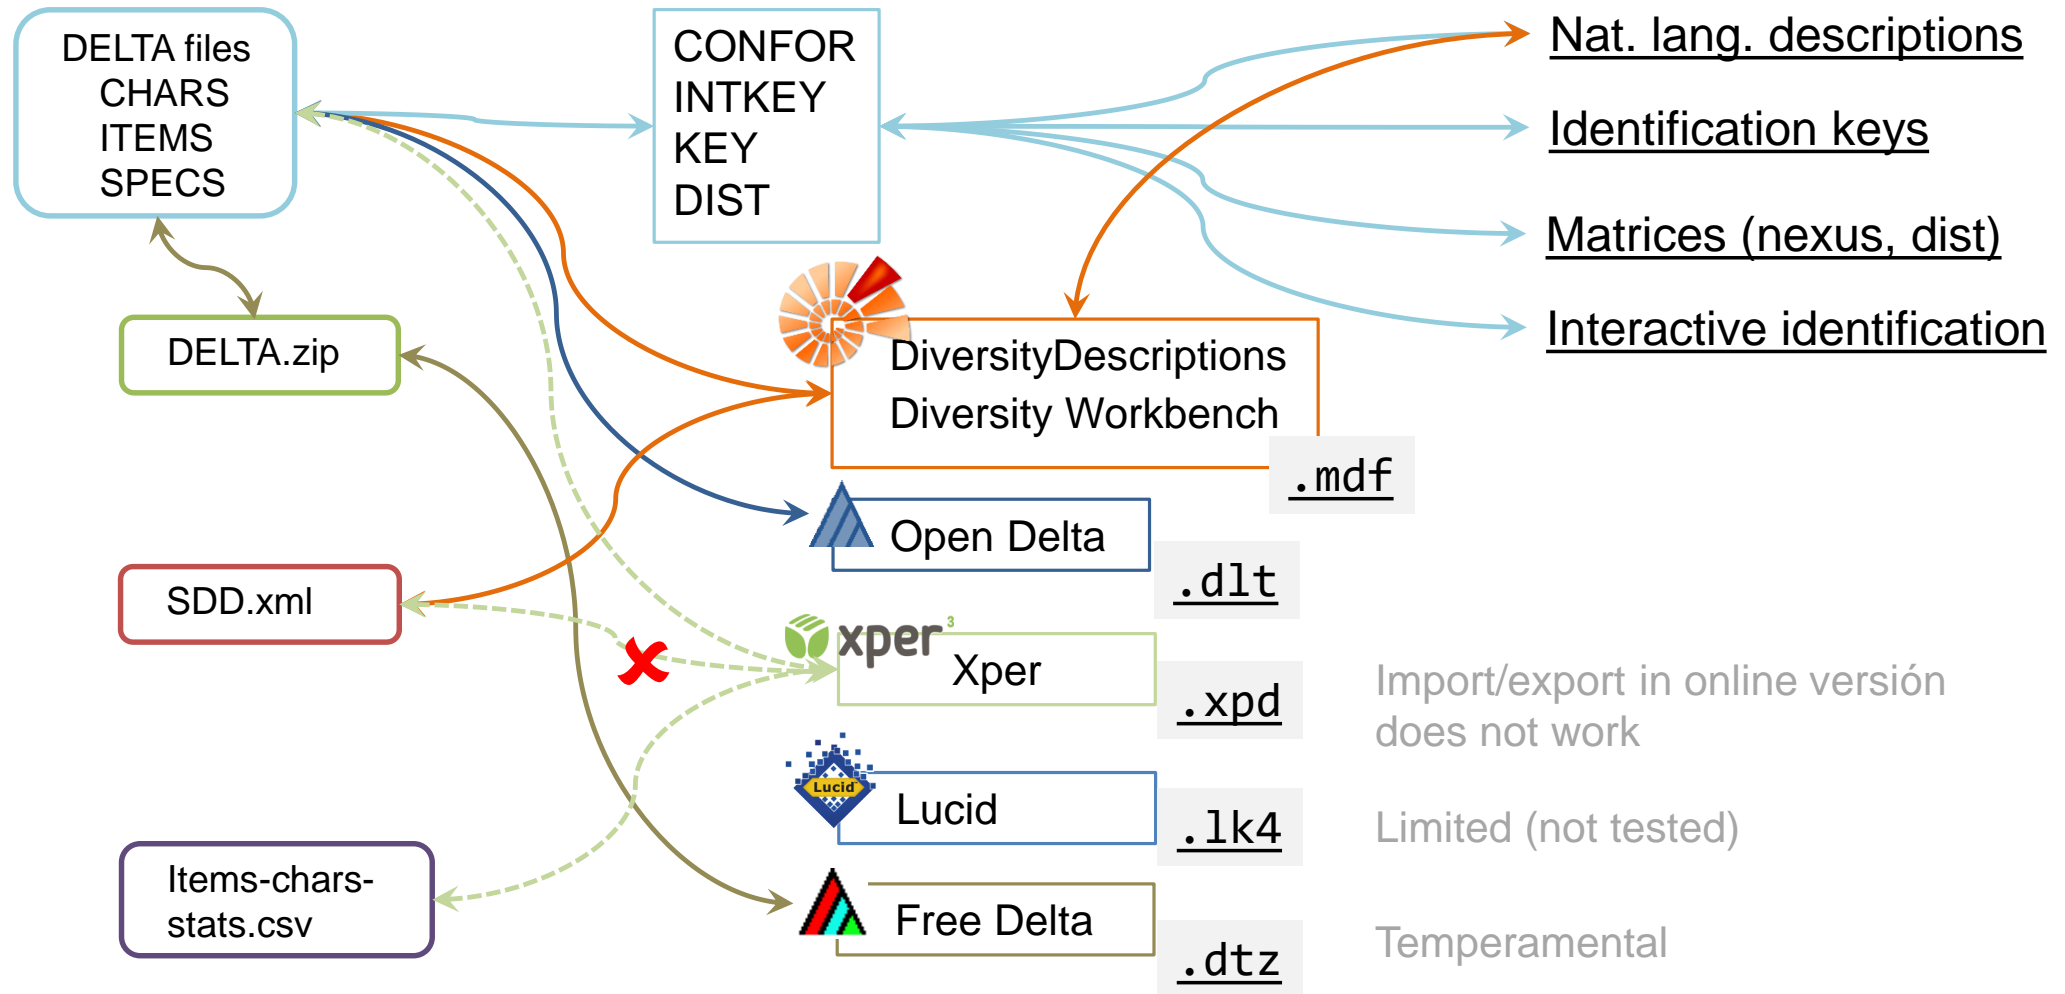 DELTA files
CHARS
ITEMS
SPECS
CONFOR
INTKEY
KEY
DIST
Nat. lang. descriptions
Identification keys
Matrices (nexus, dist)
Interactive identification
DELTA.zip
DiversityDescriptions
Diversity Workbench
.mdf
Open Delta
.dlt
SDD.xml
xper3
Xper
.xpd
Import/export in online versión
does not work
Lucid
Lucid
.lk4
Limited (not tested)
Items-chars-
stats.csv
Free Delta
.dtz
Temperamental